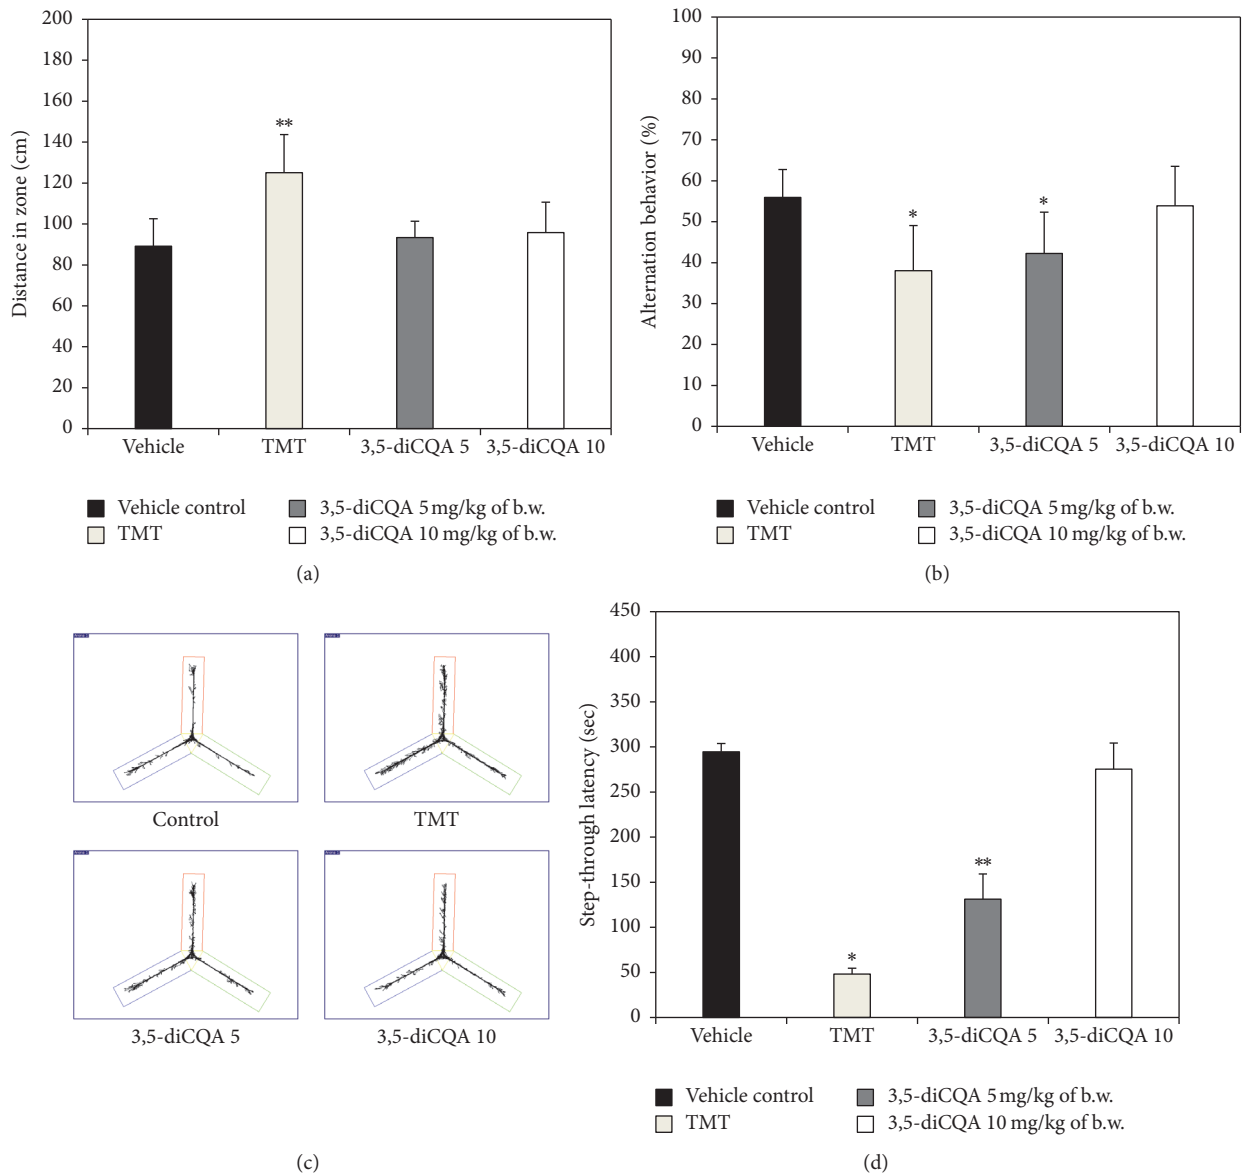 200
180
160
140
120
100
80
60
40
20
0
Distance in zone (cm)
**
Vehicle TMT 3,5-diCQA 5 3,5-diCQA 10
Vehicle control 3,5-diCQA 5 mg/kg of b.w.
TMT 3,5-diCQA 10 mg/kg of b.w.
(a)
100
90
80
70
60
50
40
30
20
10
0
Alternation behavior (%)
* *
Vehicle TMT 3,5-diCQA 5 3,5-diCQA 10
Vehicle control 3,5-diCQA 5 mg/kg of b.w.
TMT 3,5-diCQA 10 mg/kg of b.w.
(b)
Control TMT
3,5-diCQA 5 3,5-diCQA 10
(c)
450
400
350
300
250
200
150
100
50
0
Step-through latency (sec)
* **
Vehicle TMT 3,5-diCQA 5 3,5-diCQA 10
Vehicle control 3,5-diCQA 5 mg/kg of b.w.
TMT 3,5-diCQA 10 mg/kg of b.w.
(d)